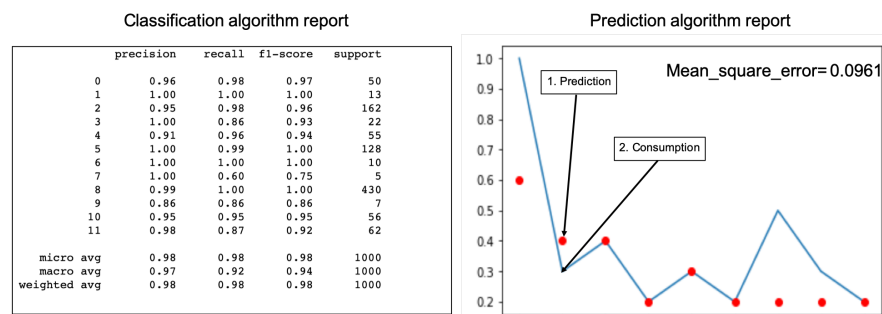 Classification algorithm report
precision recall f1-score support
0 0.96 0.98 0.97 50
1 1.00 1.00 1.00 13
2 0.95 0.98 0.96 162
3 1.00 0.86 0.93 22
4 0.91 0.96 0.94 55
5 1.00 0.99 1.00 128
6 1.00 1.00 1.00 10
7 1.00 0.60 0.75 5
8 0.99 1.00 1.00 430
9 0.86 0.86 0.86 7
10 0.95 0.95 0.95 56
11 0.98 0.87 0.92 62
micro avg 0.98 0.98 0.98 1000
macro avg 0.97 0.92 0.94 1000
weighted avg 0.98 0.98 0.98 1000
Prediction algorithm report
Mean_square_error= 0.0961
1. Prediction
2. Consumption
1.0
0.9
0.8
0.7
0.6
0.5
0.4
0.3
0.2